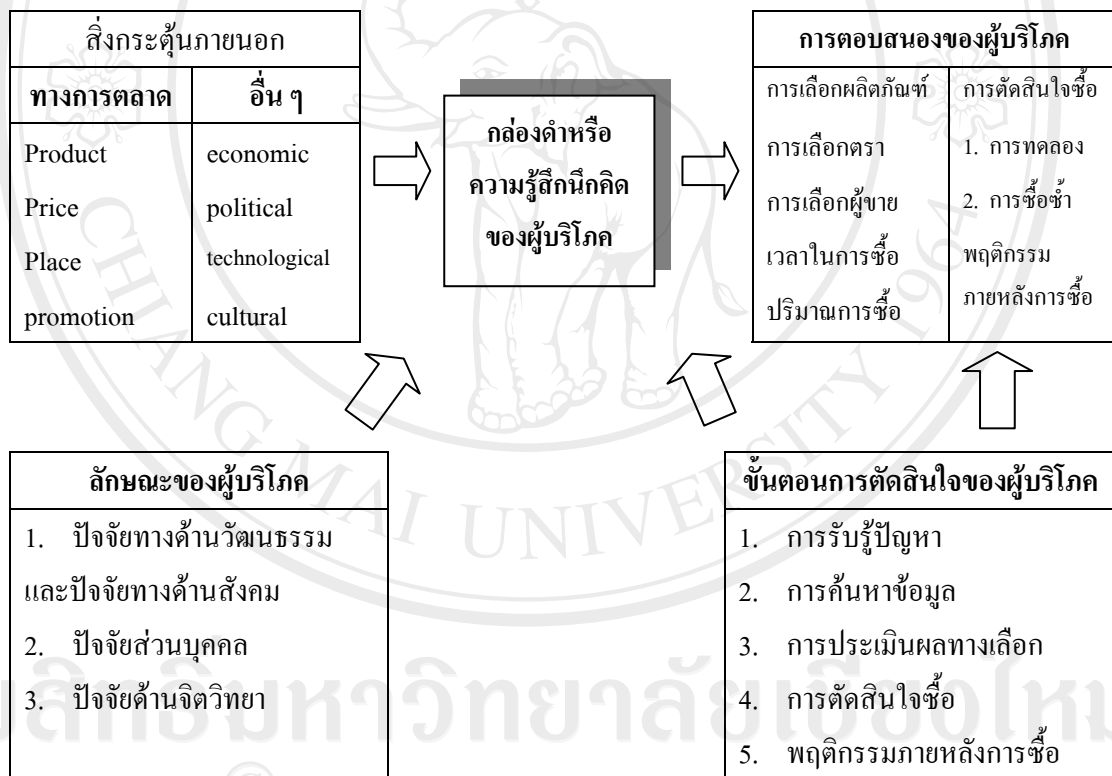 สิ่งกระตุ้นภายนอก
ทางการตลาด อื่น ๆ
Product economic
Price political
Place technological
promotion cultural
กล่องดำหรือ
ความรู้สึกนึกคิด
ของผู้บริโภค
การตอบสนองของผู้บริโภค
การเลือกผลิตภัณฑ์ การตัดสินใจซื้อ
การเลือกตรา 1. การทดลอง
การเลือกผู้ขาย 2. การซื้อซ้ำ
เวลาในการซื้อ พฤติกรรม
ปริมาณการซื้อ ภายหลังการซื้อ
ลักษณะของผู้บริโภค
1. ปัจจัยทางด้านวัฒนธรรม
และปัจจัยทางด้านสังคม
2. ปัจจัยส่วนบุคคล
3. ปัจจัยด้านจิตวิทยา
ขั้นตอนการตัดสินใจของผู้บริโภค
1. การรับรู้ปัญหา
2. การค้นหาข้อมูล
3. การประเมินผลทางเลือก
4. การตัดสินใจซื้อ
5. พฤติกรรมภายหลังการซื้อ
CHIANG MAI UNIVERSITY 1964